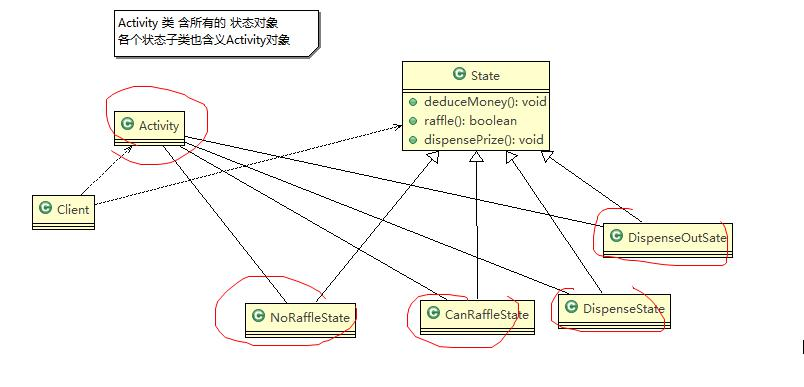 Activity 类 含所有的 状态对象
各个状态子类也含义Activity对象
C State
deduceMoney(): void
raffle(): boolean
dispensePrize(): void
C Activity
C Client
C DispenseOutSate
C NoRaffleState
C CanRaffleState
C DispenseState